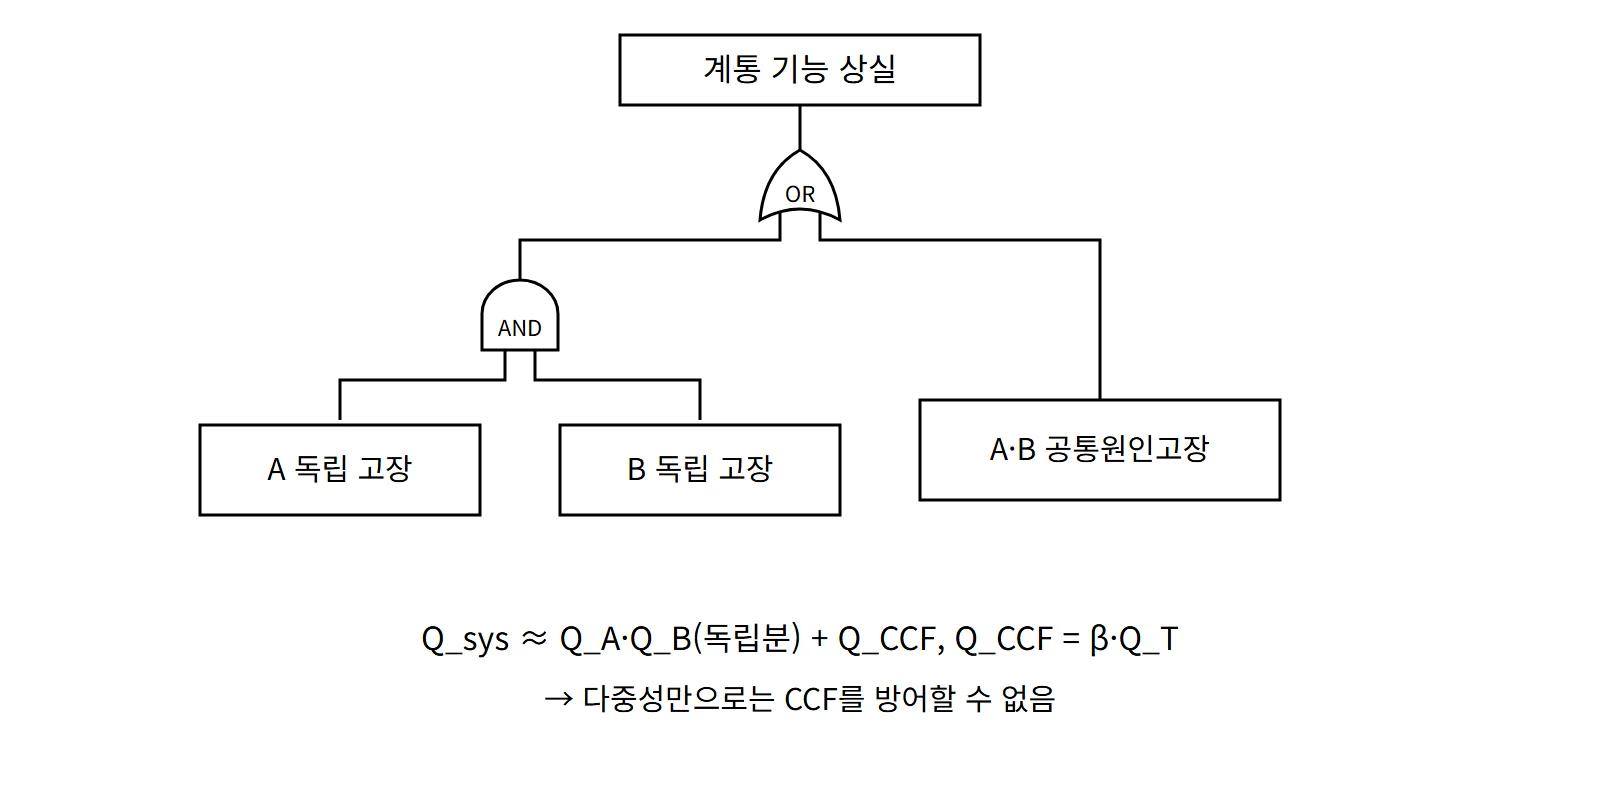 계통 기능 상실
OR
AND
A 독립 고장
B 독립 고장
A·B 공통원인고장
Q_sys ≈ Q_A·Q_B(독립분) + Q_CCF, Q_CCF = β·Q_T
→ 다중성만으로는 CCF를 방어할 수 없음